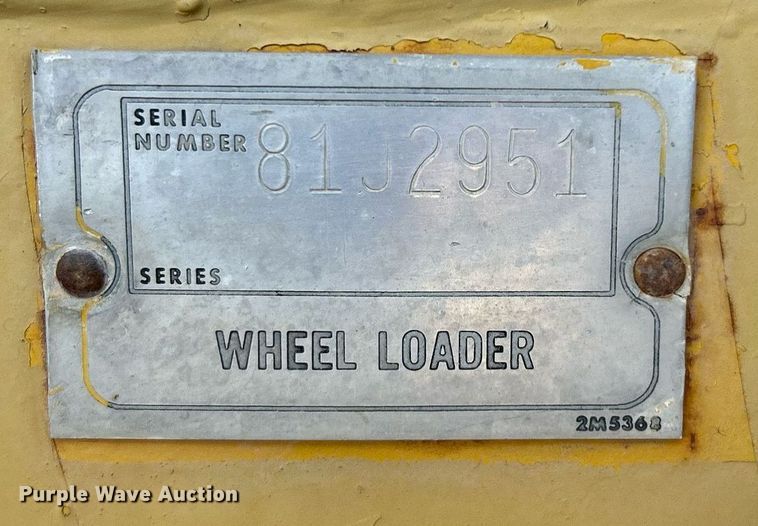 SERIAL
NUMBER 81J2951
SERIES
WHEEL LOADER
2M5368
Purple Wave Auction